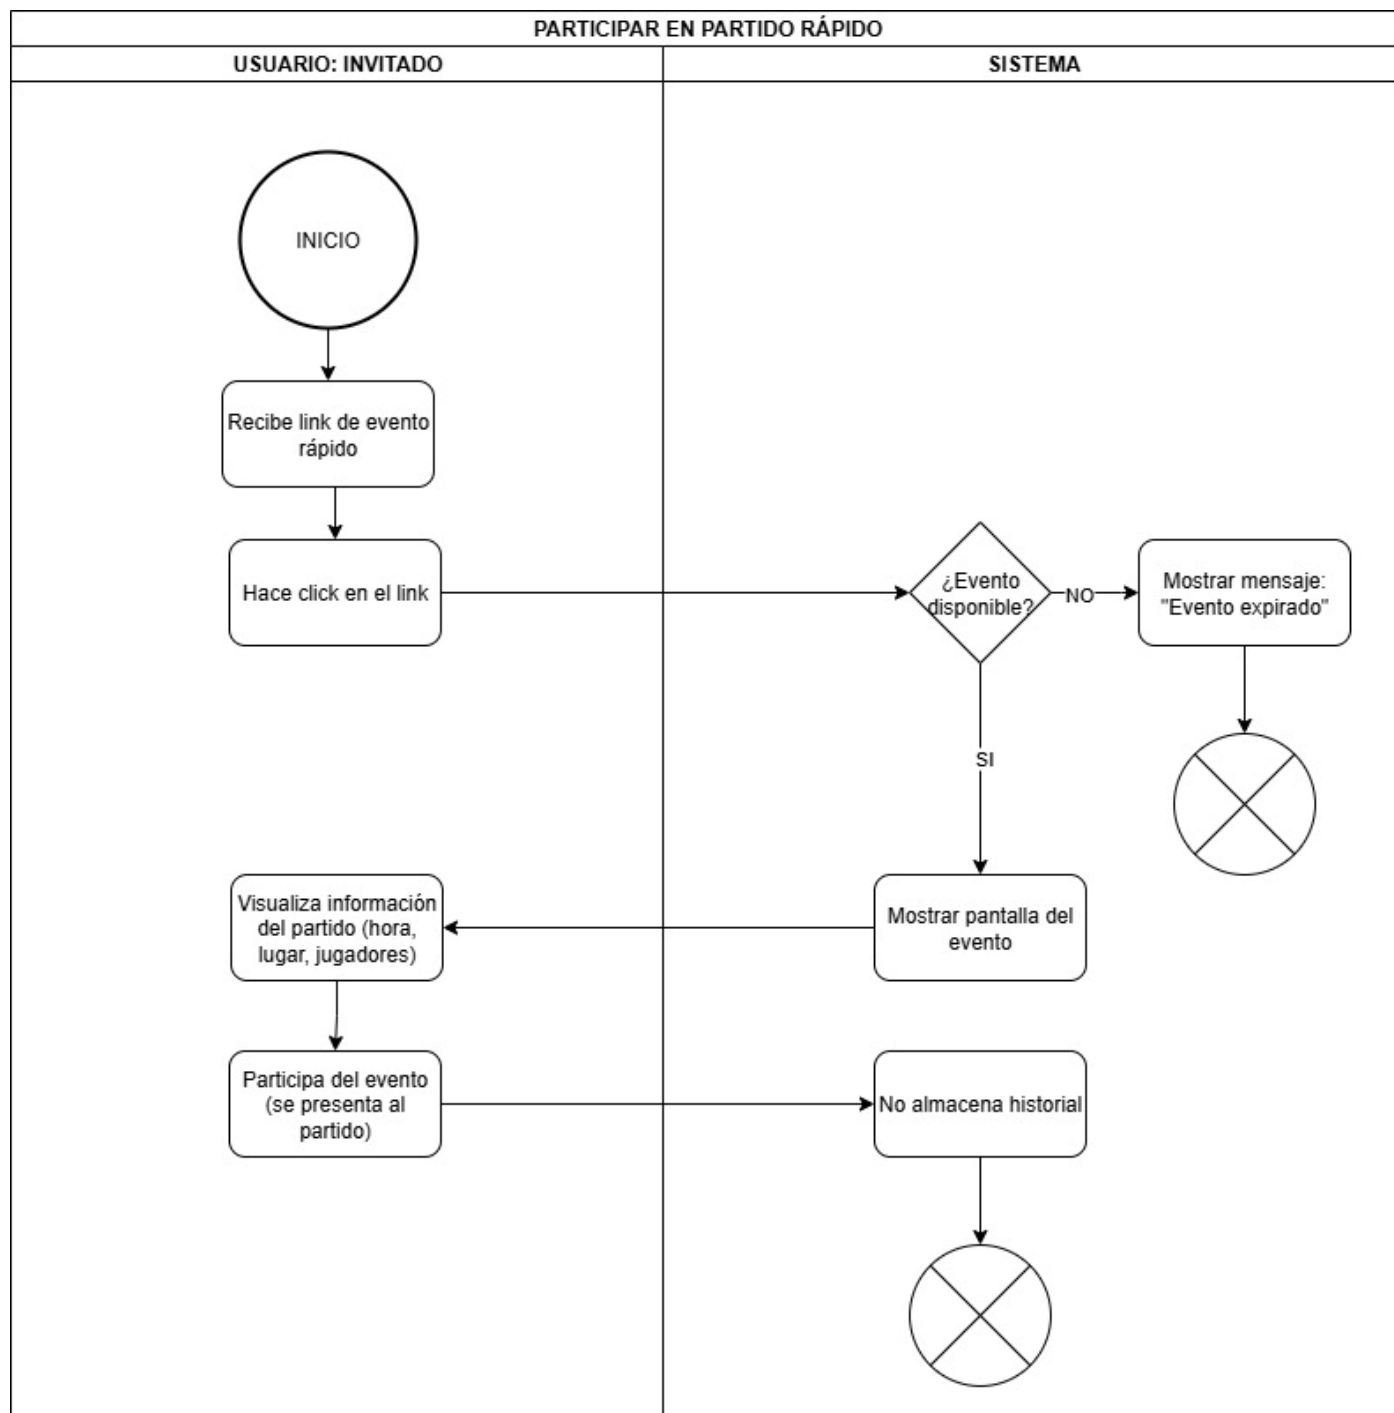 PARTICIPAR EN PARTIDO RÁPIDO
USUARIO: INVITADO
SISTEMA
INICIO
Recibe link de evento
rápido
Hace click en el link
¿Evento
disponible?
NO
Mostrar mensaje:
"Evento expirado"
SI
Mostrar pantalla del
evento
Visualiza información
del partido (hora,
lugar, jugadores)
Participa del evento
(se presenta al
partido)
No almacena historial